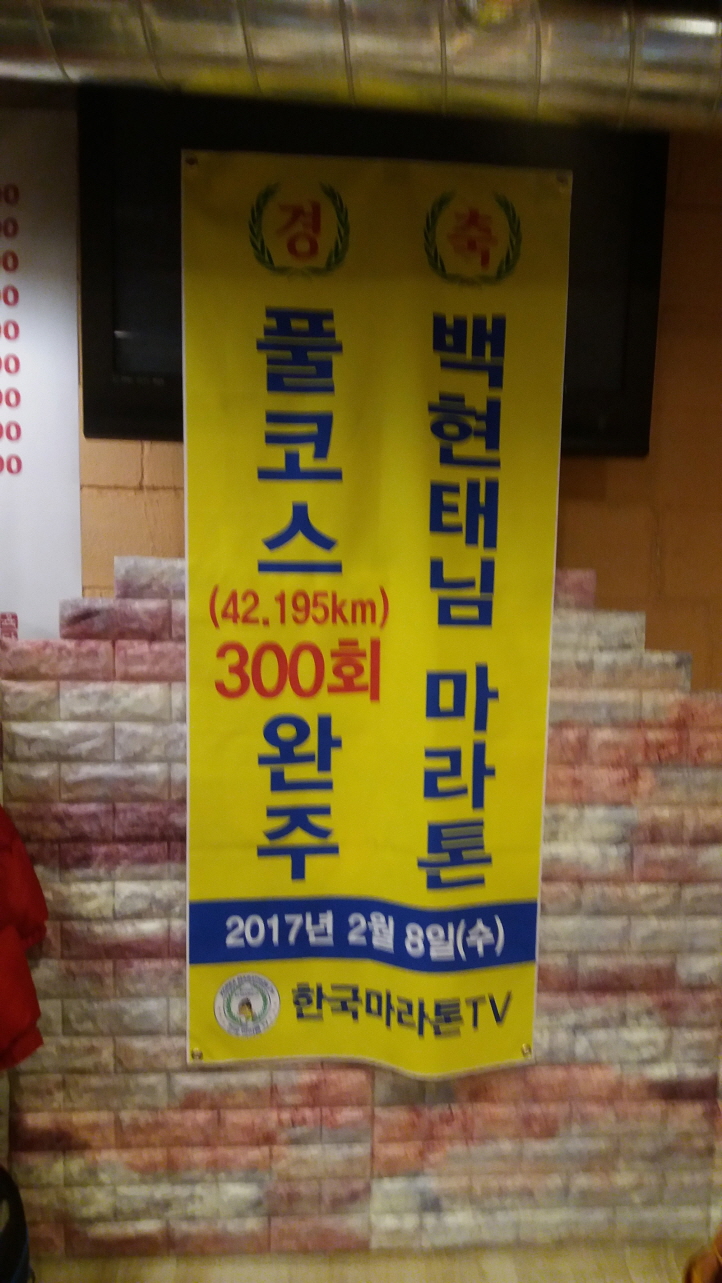 경 축
백현태님 마라톤
풀코스
(42.195km)
300회
완주
2017년 2월 8일(수)
한국마라톤TV